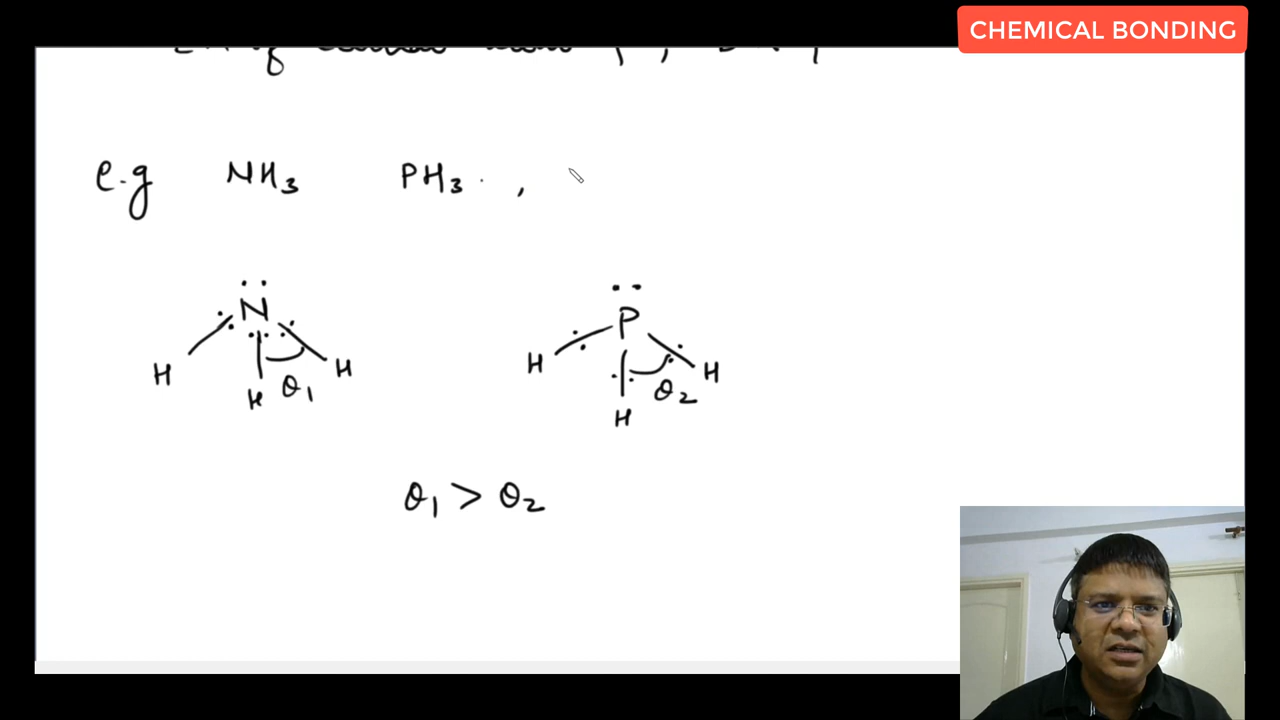 CHEMICAL BONDING
e.g NH3 PH3. ,
N P
H H H H
H θ1 θ2
H
θ1 > θ2